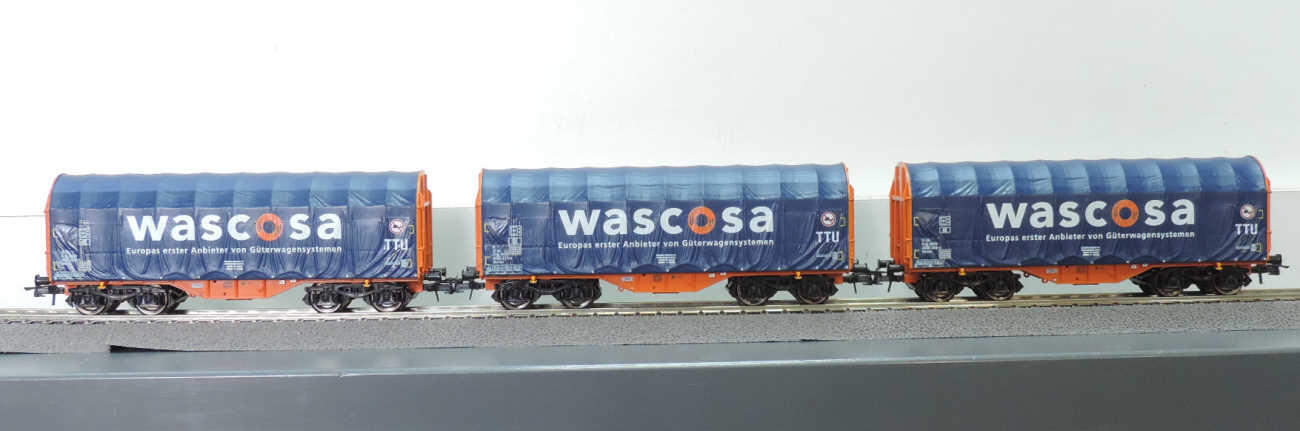 wascosa
Europas erster Anbieter von Güterwagensystemen
TTU
wascosa
Europas erster Anbieter von Güterwagensystemen
TTU
wascosa
Europas erster Anbieter von Güterwagensystemen
TTU